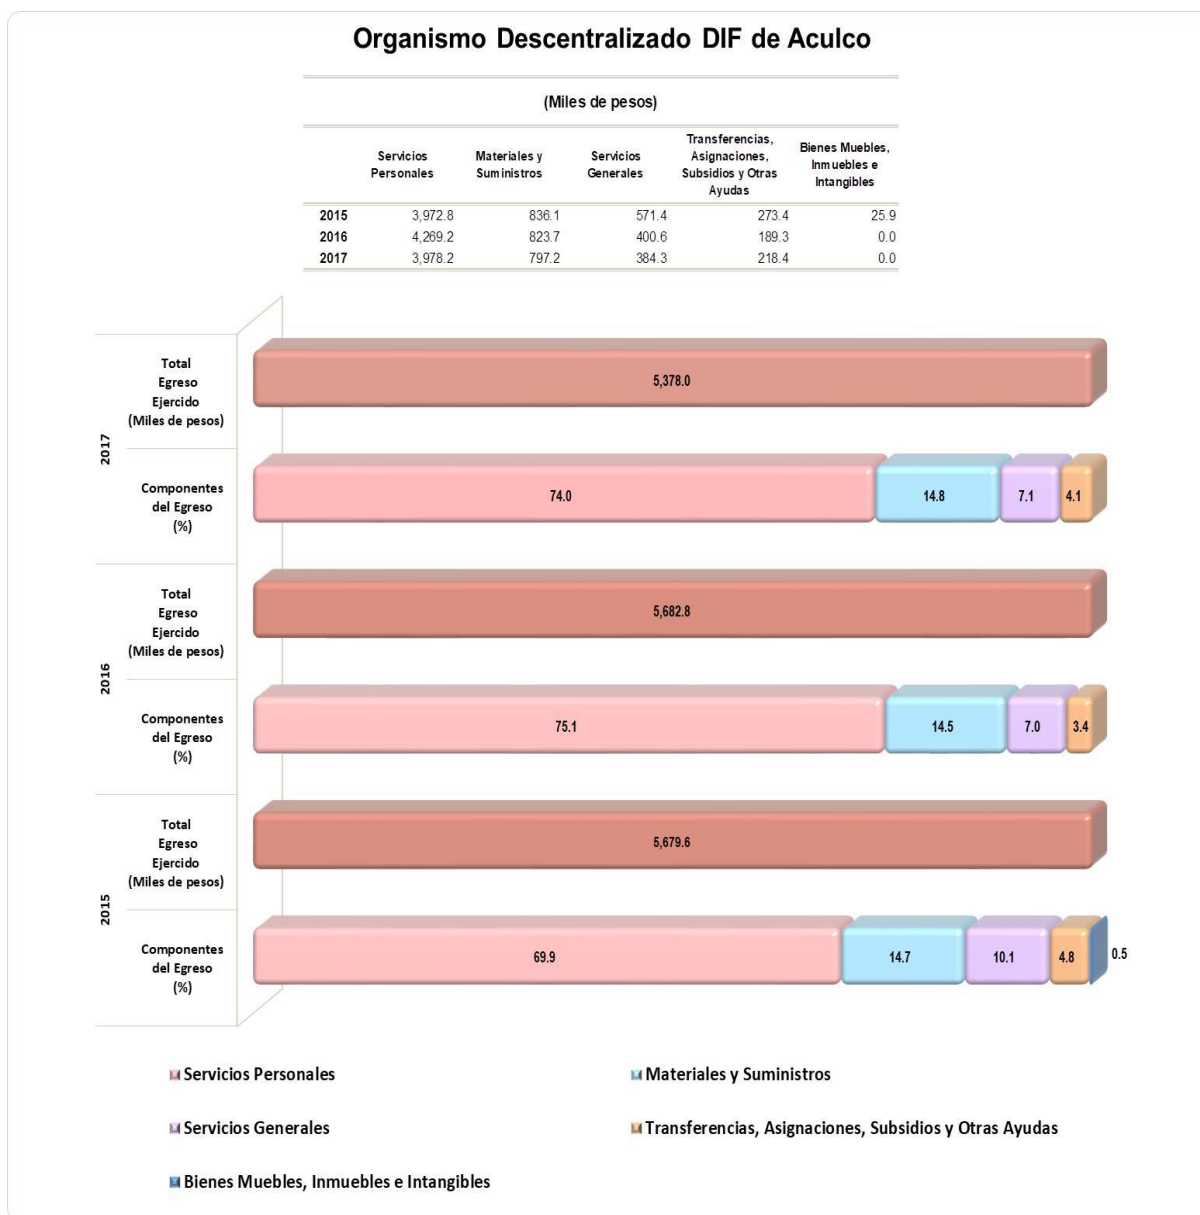 Organismo Descentralizado DIF de Aculco
(Miles de pesos)
Servicios Personales Materiales y Suministros Servicios Generales Transferencias, Asignaciones, Subsidios y Otras Ayudas Bienes Muebles, Inmuebles e Intangibles
2015 3,972.8 836.1 571.4 273.4 25.9
2016 4,269.2 823.7 400.6 189.3 0.0
2017 3,978.2 797.2 384.3 218.4 0.0
2017
Total
Egreso
Ejercido
(Miles de pesos)
5,378.0
Componentes
del Egreso
(%)
74.0 14.8 7.1 4.1
2016
Total
Egreso
Ejercido
(Miles de pesos)
5,682.8
Componentes
del Egreso
(%)
75.1 14.5 7.0 3.4
2015
Total
Egreso
Ejercido
(Miles de pesos)
5,679.6
Componentes
del Egreso
(%)
69.9 14.7 10.1 4.8 0.5
Servicios Personales
Materiales y Suministros
Servicios Generales
Transferencias, Asignaciones, Subsidios y Otras Ayudas
Bienes Muebles, Inmuebles e Intangibles